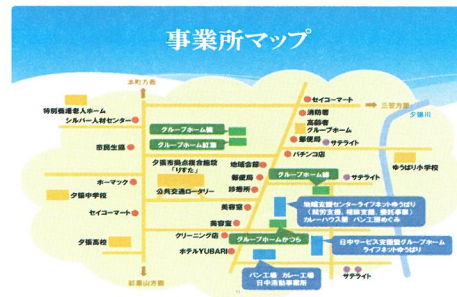 事業所マップ
本町方面
セイコーマート
三笠方面
夕張川
特別養護老人ホーム
シルバー人材センター
消防署
高齢者
グループホーム
グループホーム
市民生協
グループホーム紅葉
郵便局
サテライト
パチンコ店
夕張市拠点複合施設
「りすた」
地域会館
ゆうばり小学校
ホーマック
公共交通ロータリー
郵便局
グループホーム
サテライト
夕張中学校
診療所
セイコーマート
美容室
地域支援センターライフネットゆうばり
(就労支援、相談支援、委託事業)
カレーハウス パン工房めぐみ
美容室
グループホームかつら
夕張高校
クリーニング店
日中サービス支援型グループホーム
ライフネットゆうばり
ホテルYUBARI
パン工場 カレー工場
日中活動事業所
サテライト
紅葉山方面